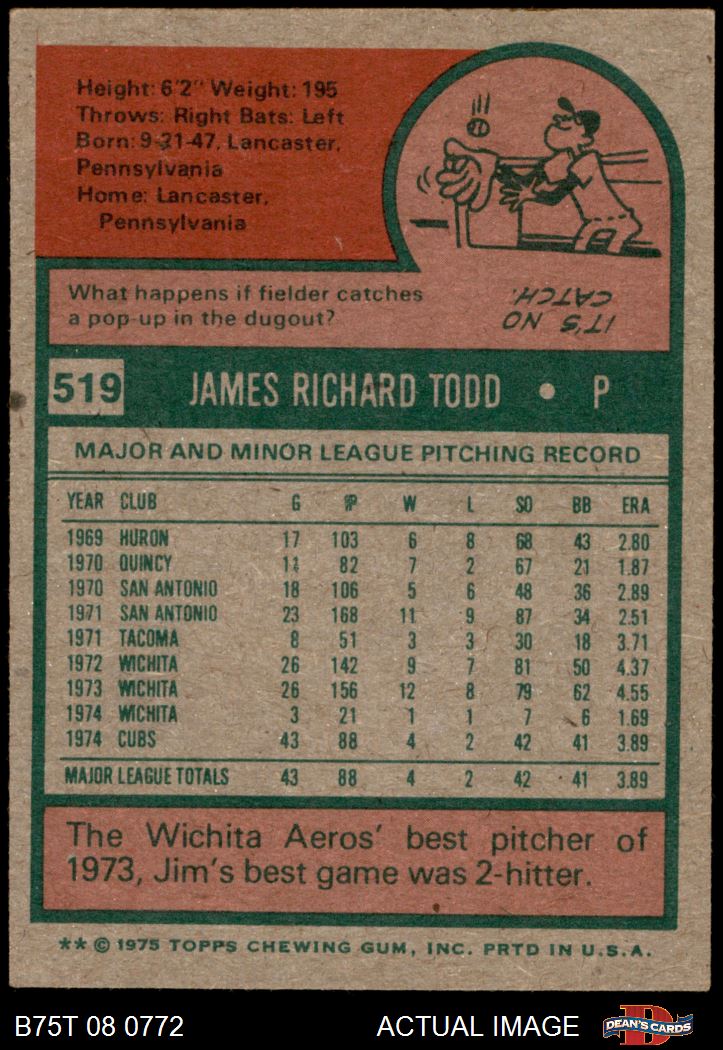 Height: 6'2" Weight: 195
Throws: Right Bats: Left
Born: 9-21-47, Lancaster,
Pennsylvania
Home: Lancaster,
Pennsylvania
What happens if fielder catches
a pop-up in the dugout?
IT'S NO
CATCH.
519 JAMES RICHARD TODD • P
MAJOR AND MINOR LEAGUE PITCHING RECORD
YEAR CLUB G IP W L SO BB ERA
1969 HURON 17 103 6 8 68 43 2.80
1970 QUINCY 11 82 7 2 67 21 1.87
1970 SAN ANTONIO 18 106 5 6 48 36 2.89
1971 SAN ANTONIO 23 168 11 9 87 34 2.51
1971 TACOMA 8 51 3 3 30 18 3.71
1972 WICHITA 26 142 9 7 81 50 4.37
1973 WICHITA 26 156 12 8 79 62 4.55
1974 WICHITA 3 21 1 1 7 6 1.69
1974 CUBS 43 88 4 2 42 41 3.89
MAJOR LEAGUE TOTALS 43 88 4 2 42 41 3.89
The Wichita Aeros' best pitcher of
1973, Jim's best game was 2-hitter.
** © 1975 TOPPS CHEWING GUM, INC. PRTD IN U.S.A.
B75T 08 0772 ACTUAL IMAGE D DEAN'S CARDS